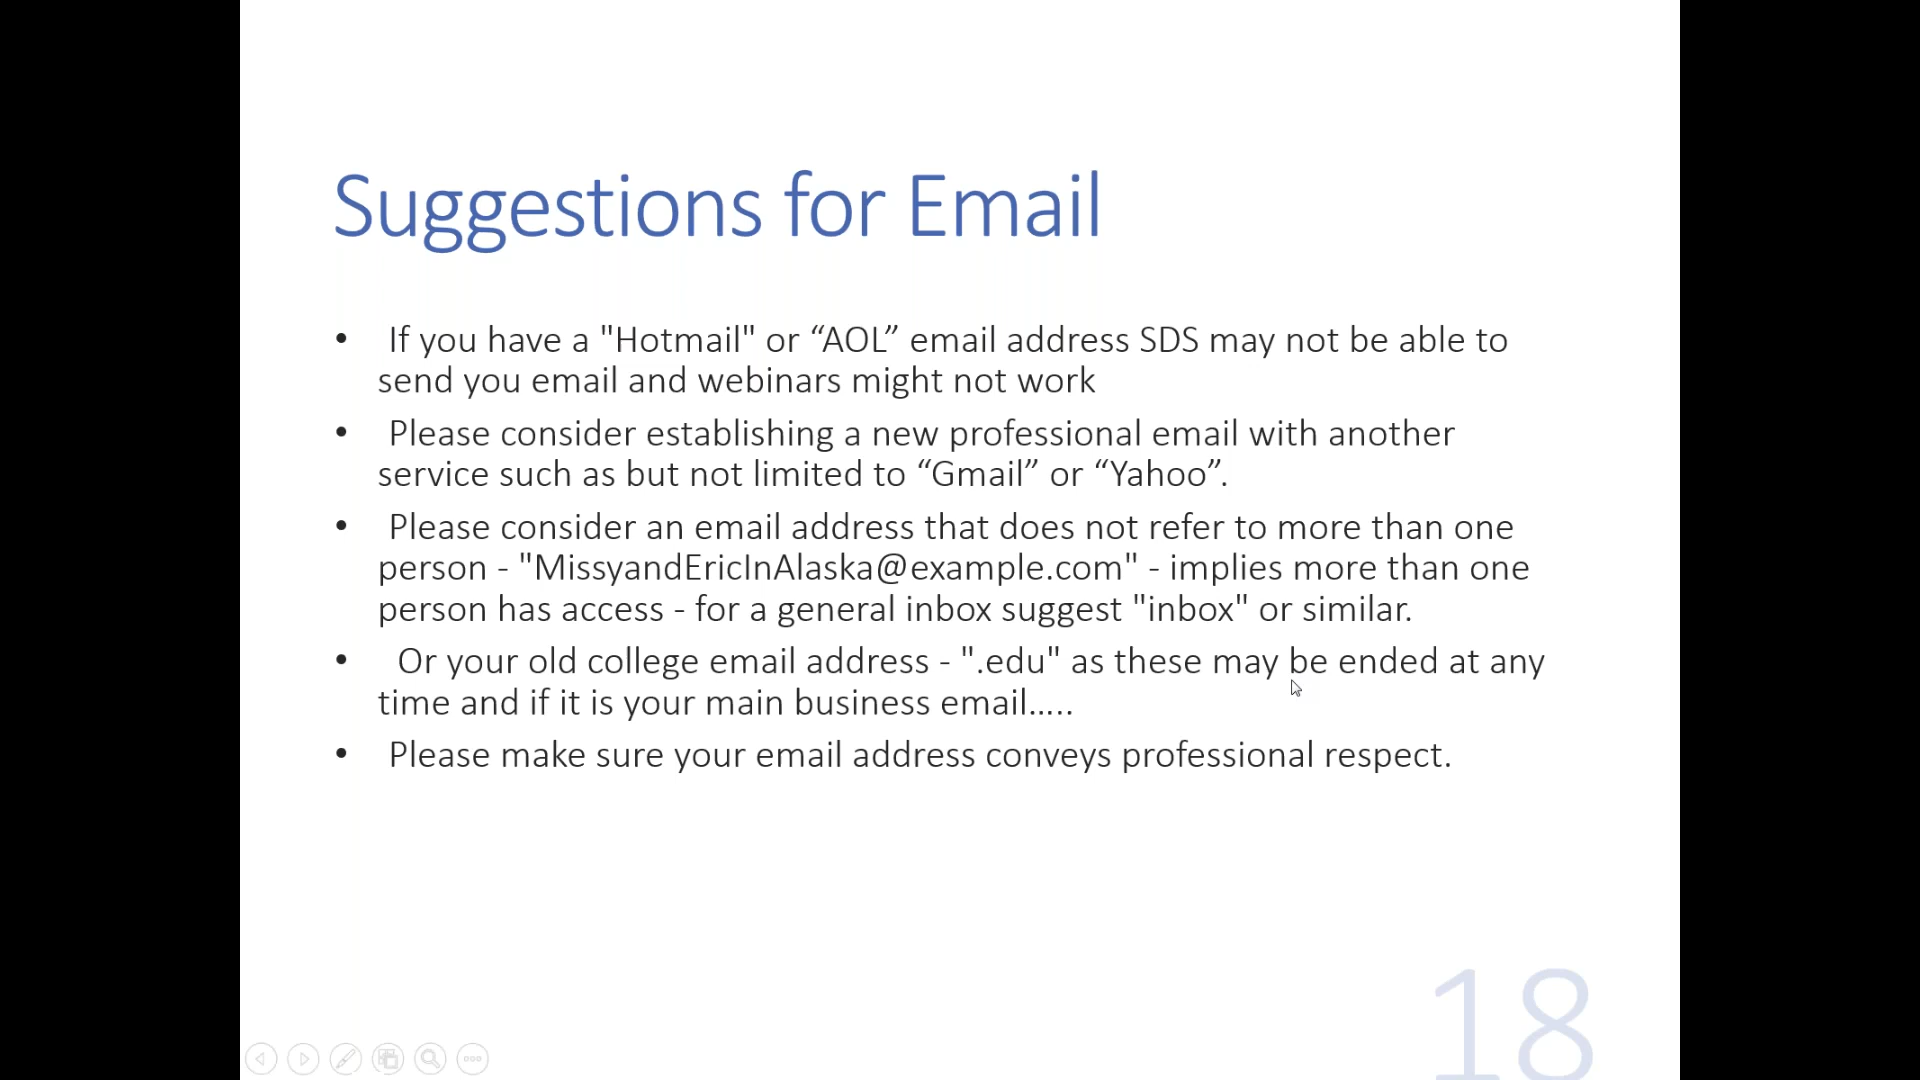 Suggestions for Email
• If you have a "Hotmail" or “AOL” email address SDS may not be able to
send you email and webinars might not work
• Please consider establishing a new professional email with another
service such as but not limited to “Gmail” or “Yahoo”.
• Please consider an email address that does not refer to more than one
person - "MissyandEricInAlaska@example.com" - implies more than one
person has access - for a general inbox suggest "inbox" or similar.
• Or your old college email address - ".edu" as these may be ended at any
time and if it is your main business email…..
• Please make sure your email address conveys professional respect.
18